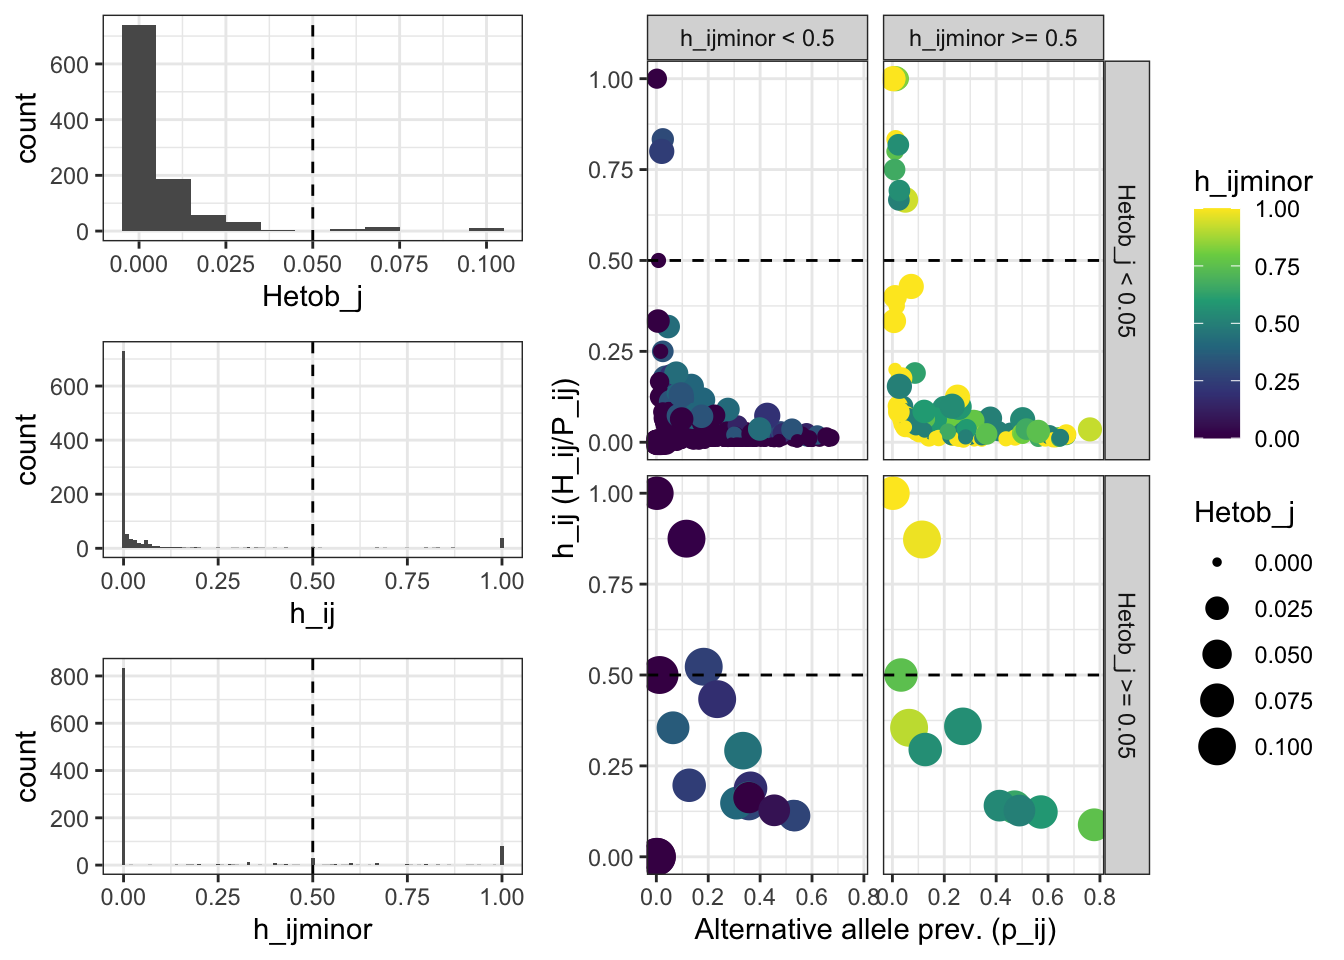 count
600
400
200
0
0.000 0.025 0.050 0.075 0.100
Hetob_j
count
600
400
200
0
0.00 0.25 0.50 0.75 1.00
h_ij
count
800
600
400
200
0
0.00 0.25 0.50 0.75 1.00
h_ijminor
h_ij (H_ij/P_ij)
h_ijminor < 0.5
h_ijminor >= 0.5
1.00
0.75
0.50
0.25
0.00
Hetob_j < 0.05
1.00
0.75
0.50
0.25
0.00
Hetob_j >= 0.05
0.0 0.2 0.4 0.6 0.8
0.0 0.2 0.4 0.6 0.8
Alternative allele prev. (p_ij)
h_ijminor
1.00
0.75
0.50
0.25
0.00
Hetob_j
0.000
0.025
0.050
0.075
0.100